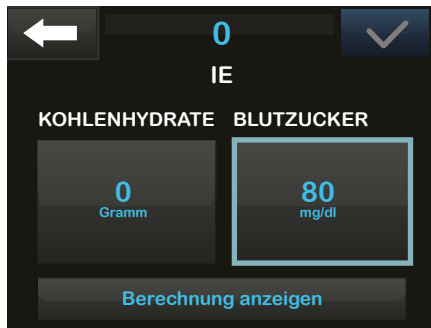 0
IE
KOHLENHYDRATE BLUTZUCKER
0 80
Gramm mg/dl
Berechnung anzeigen